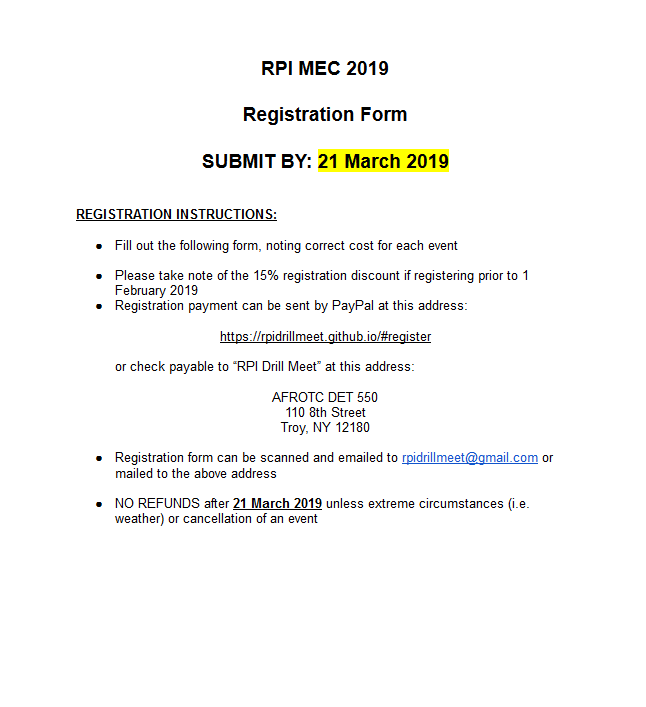 RPI MEC 2019
Registration Form
SUBMIT BY: 21 March 2019
REGISTRATION INSTRUCTIONS:
● Fill out the following form, noting correct cost for each event
● Please take note of the 15% registration discount if registering prior to 1
February 2019
● Registration payment can be sent by PayPal at this address:
https://rpidrillmeet.github.io/#register
or check payable to “RPI Drill Meet” at this address:
AFROTC DET 550
110 8th Street
Troy, NY 12180
● Registration form can be scanned and emailed to rpidrillmeet@gmail.com or
mailed to the above address
● NO REFUNDS after 21 March 2019 unless extreme circumstances (i.e.
weather) or cancellation of an event